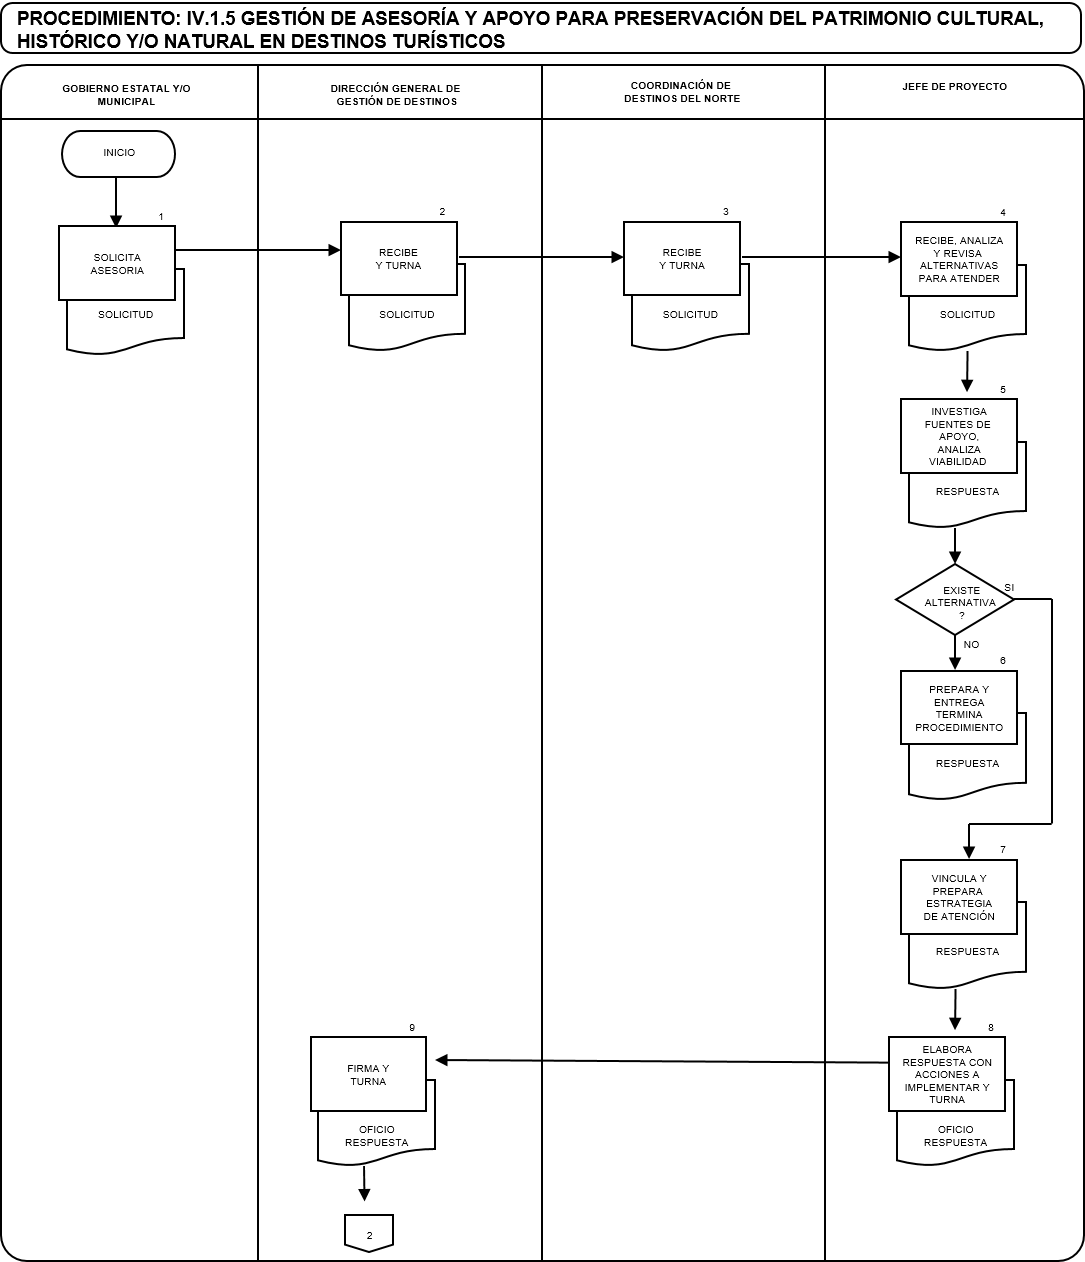 PROCEDIMIENTO: IV.1.5 GESTIÓN DE ASESORÍA Y APOYO PARA PRESERVACIÓN DEL PATRIMONIO CULTURAL,
HISTÓRICO Y/O NATURAL EN DESTINOS TURÍSTICOS
GOBIERNO ESTATAL Y/O
MUNICIPAL
DIRECCIÓN GENERAL DE
GESTIÓN DE DESTINOS
COORDINACIÓN DE
DESTINOS DEL NORTE
JEFE DE PROYECTO
INICIO
1
SOLICITA
ASESORIA
SOLICITUD
2
RECIBE
Y TURNA
SOLICITUD
3
RECIBE
Y TURNA
SOLICITUD
4
RECIBE, ANALIZA
Y REVISA
ALTERNATIVAS
PARA ATENDER
SOLICITUD
5
INVESTIGA
FUENTES DE
APOYO,
ANALIZA
VIABILIDAD
RESPUESTA
EXISTE
ALTERNATIVA
?
SI
NO
6
PREPARA Y
ENTREGA
TERMINA
PROCEDIMIENTO
RESPUESTA
7
VINCULA Y
PREPARA
ESTRATEGIA
DE ATENCIÓN
RESPUESTA
8
ELABORA
RESPUESTA CON
ACCIONES A
IMPLEMENTAR Y
TURNA
OFICIO
RESPUESTA
9
FIRMA Y
TURNA
OFICIO
RESPUESTA
2